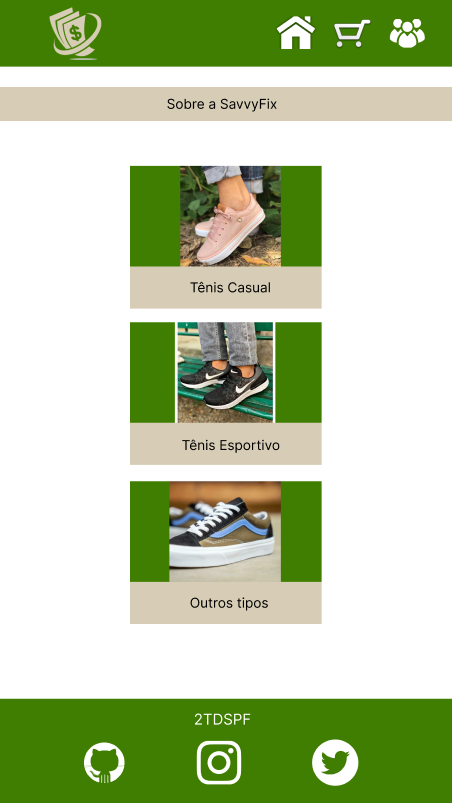 $
Sobre a SavvyFix
Tênis Casual
Tênis Esportivo
Outros tipos
2TDSPF